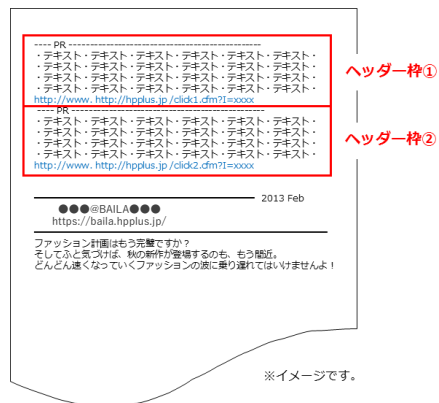 ---- PR ----------------------------------------------
・テキスト・テキスト・テキスト・テキスト・テキスト・
・テキスト・テキスト・テキスト・テキスト・テキスト・
・テキスト・テキスト・テキスト・テキスト・テキスト・
・テキスト・テキスト・テキスト・テキスト・テキスト・
http://www. http://hpplus.jp /click1.cfm?I=xxxx
ヘッダー枠①
---- PR ----------------------------------------------
・テキスト・テキスト・テキスト・テキスト・テキスト・
・テキスト・テキスト・テキスト・テキスト・テキスト・
・テキスト・テキスト・テキスト・テキスト・テキスト・
・テキスト・テキスト・テキスト・テキスト・テキスト・
http://www. http://hpplus.jp /click2.cfm?I=xxxx
ヘッダー枠②
2013 Feb
●●●@BAILA●●●
https://baila.hpplus.jp/
ファッション計画はもう完璧ですか?
そしてふと気づけば、秋の新作が登場するのも、もう間近。
どんどん速くなっていくファッションの波に乗り遅れてはいけませんよ!
※イメージです。